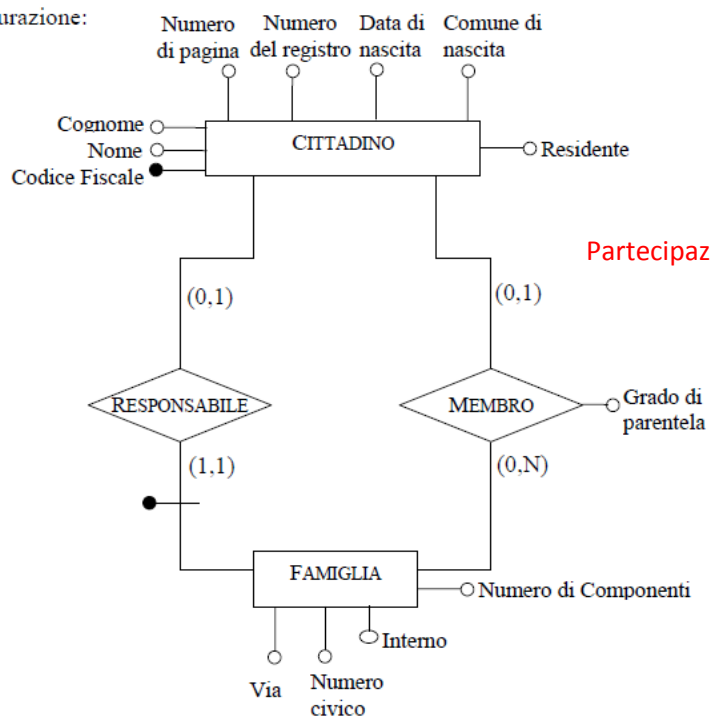 urazione:
Numero di pagina
Numero del registro
Data di nascita
Comune di nascita
Cognome
Nome
Codice Fiscale
CITTADINO
Residente
Partecipaz
(0,1)
(0,1)
RESPONSABILE
MEMBRO
Grado di parentela
(1,1)
(0,N)
FAMIGLIA
Numero di Componenti
Interno
Via
Numero civico